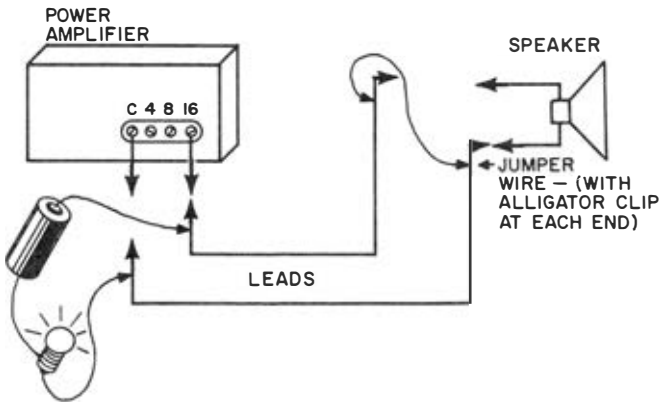 POWER
AMPLIFIER
C 4 8 16
SPEAKER
JUMPER
WIRE – (WITH
ALLIGATOR CLIP
AT EACH END)
LEADS